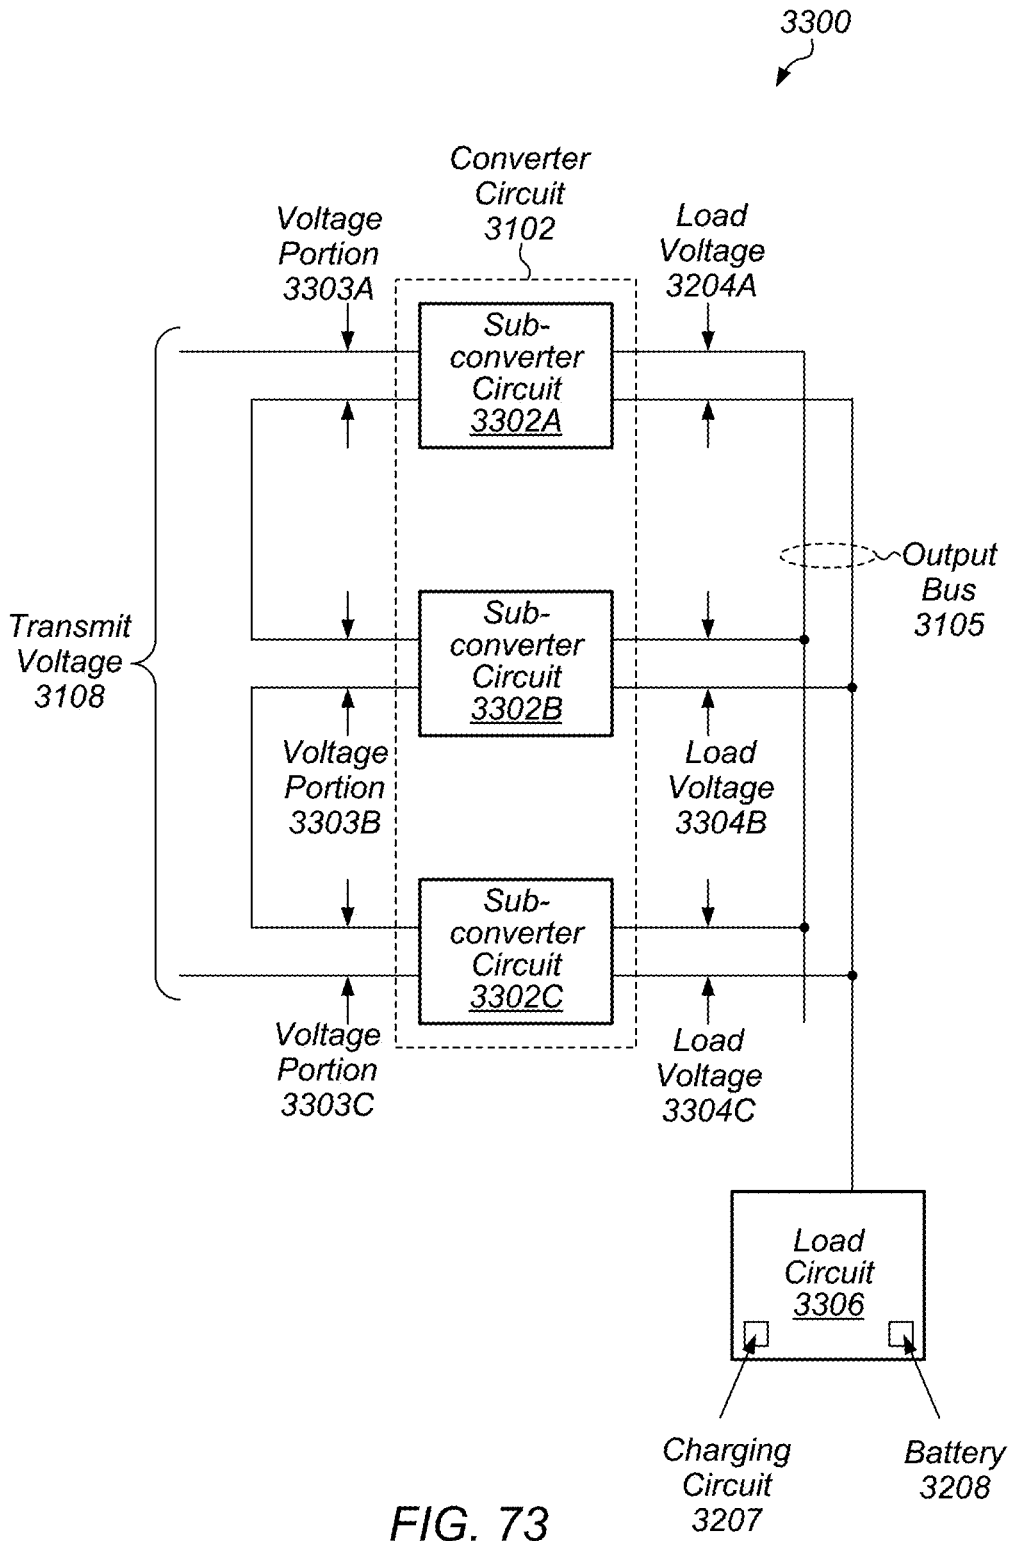 3300
Converter
Circuit
3102
Voltage
Portion
3303A
Load
Voltage
3204A
Sub-
converter
Circuit
3302A
Output
Bus
3105
Transmit
Voltage
3108
Sub-
converter
Circuit
3302B
Voltage
Portion
3303B
Load
Voltage
3304B
Sub-
converter
Circuit
3302C
Voltage
Portion
3303C
Load
Voltage
3304C
Load
Circuit
3306
Charging
Circuit
3207
Battery
3208
FIG. 73